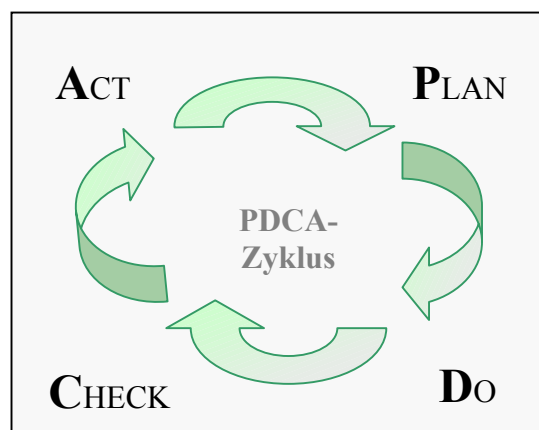 ACT
PLAN
PDCA-
Zyklus
CHECK
DO